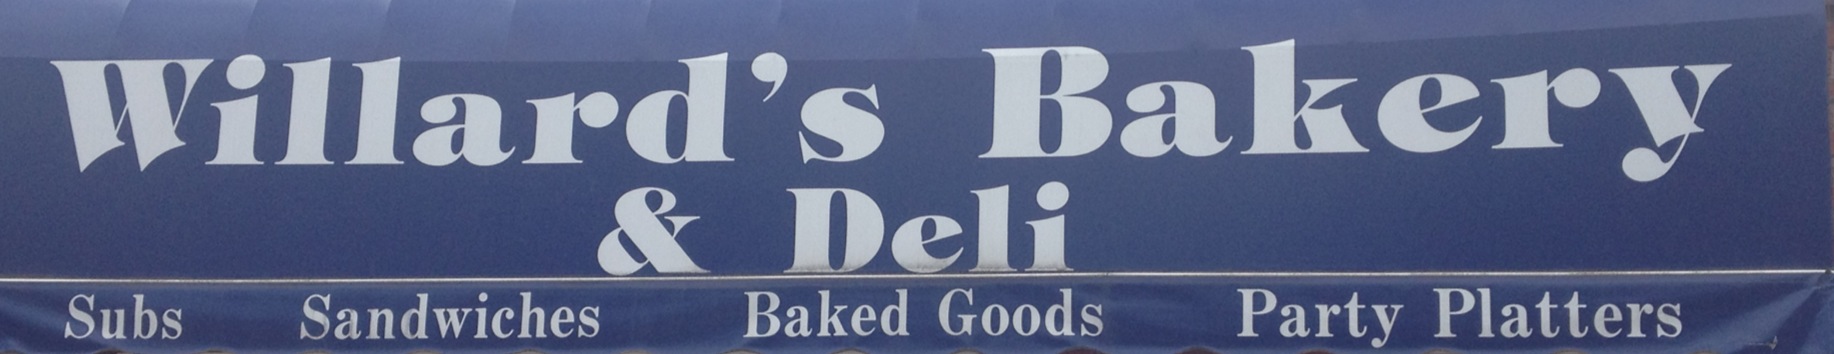 Willard's Bakery
& Deli
Subs Sandwiches Baked Goods Party Platters